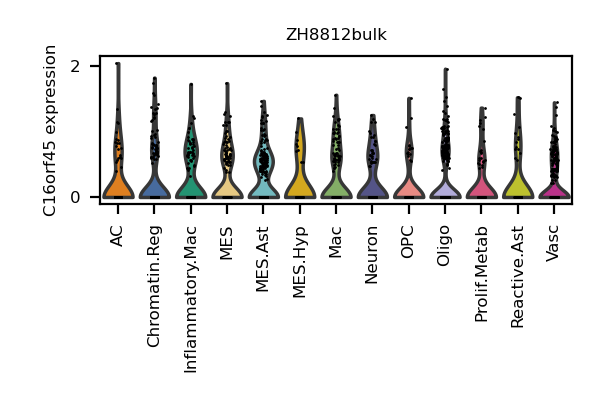 ZH8812bulk
C16orf45 expression
2
0
AC
Chromatin.Reg
Inflammatory.Mac
MES
MES.Ast
MES.Hyp
Mac
Neuron
OPC
Oligo
Prolif.Metab
Reactive.Ast
Vasc